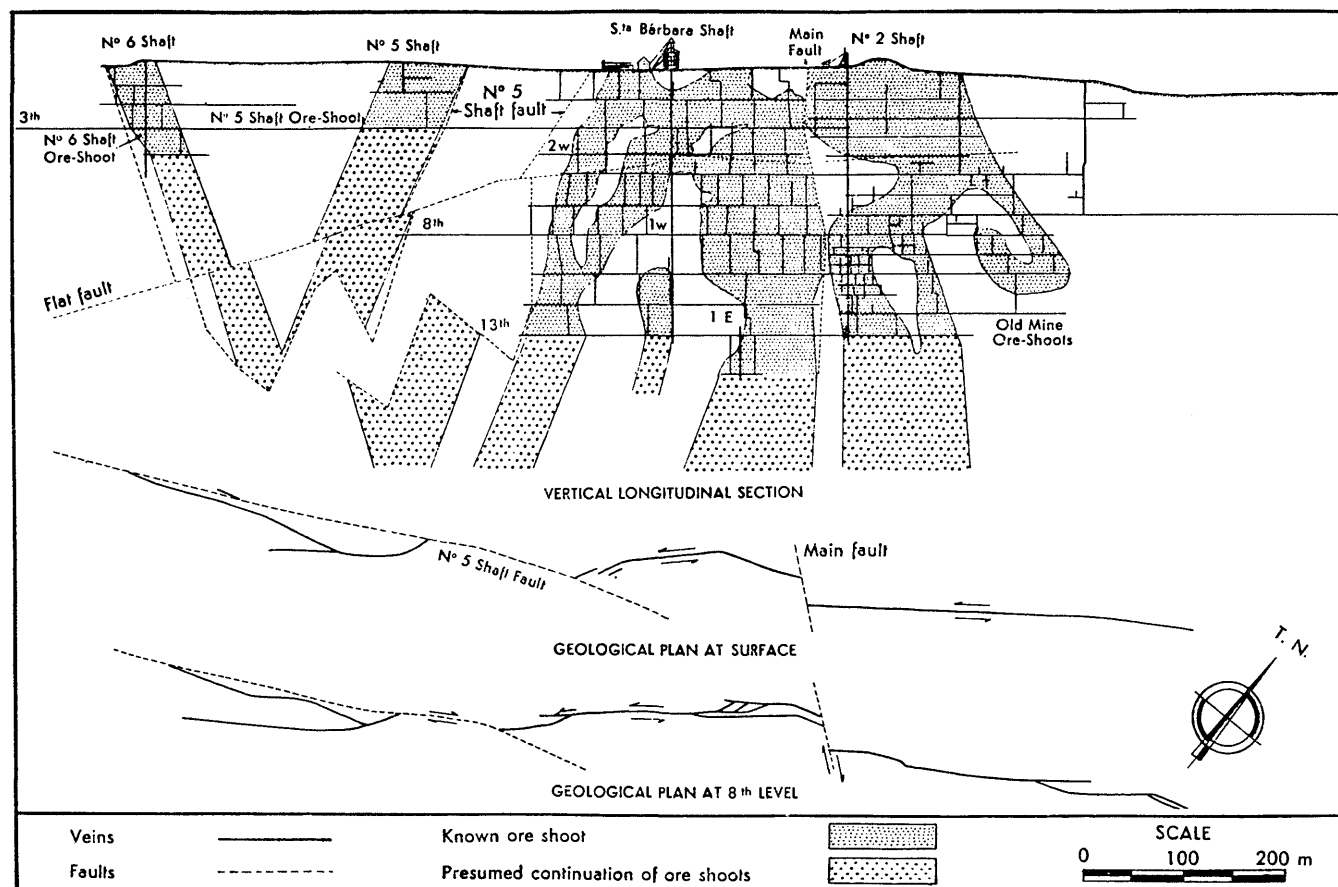 Nº 6 Shaft
Nº 5 Shaft
S.ta Bárbara Shaft
Main
Fault
Nº 2 Shaft
Nº 5
Shaft fault
3th
Nº 5 Shaft Ore-Shoot
Nº 6 Shaft
Ore-Shoot
2w
8th
1w
Flat fault
13th
1 E
Old Mine
Ore-Shoots
VERTICAL LONGITUDINAL SECTION
Nº 5 Shaft Fault
Main fault
GEOLOGICAL PLAN AT SURFACE
T. N.
GEOLOGICAL PLAN AT 8th LEVEL
Veins
Known ore shoot
SCALE
Faults
Presumed continuation of ore shoots
0 100 200 m